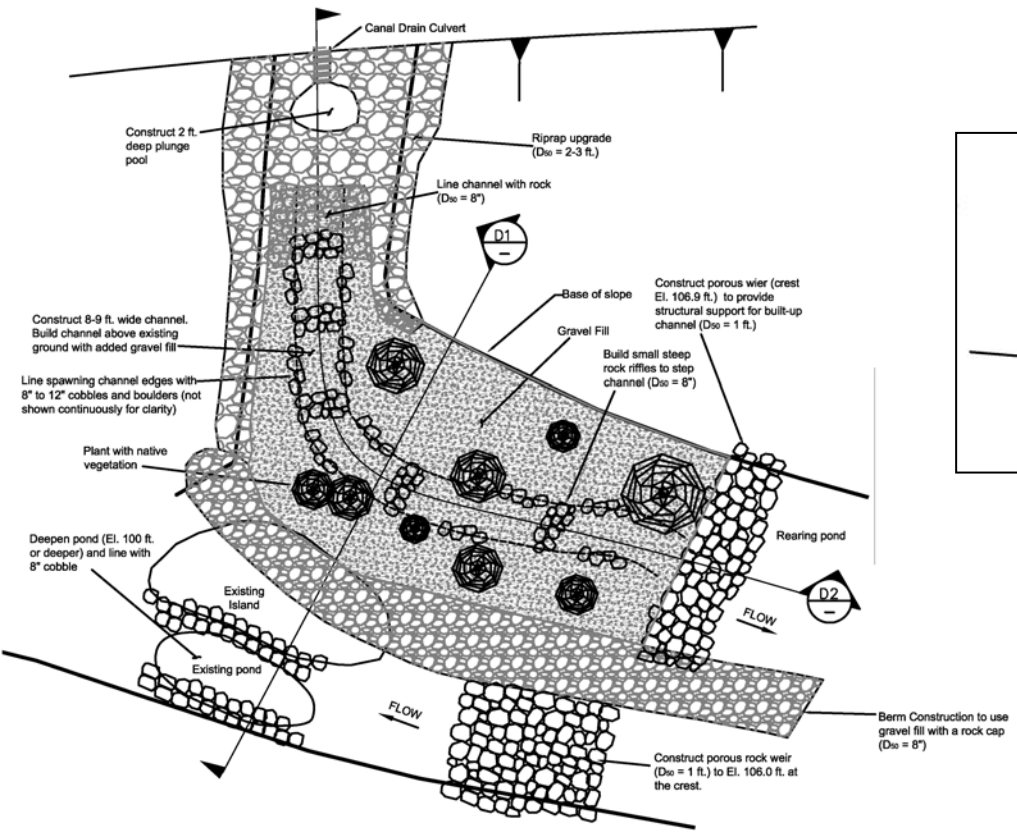 Canal Drain Culvert
Construct 2 ft.
deep plunge
pool
Riprap upgrade
(D50 = 2-3 ft.)
Line channel with rock
(D50 = 8")
D1
–
Construct porous wier (crest
El. 106.9 ft.) to provide
structural support for built-up
channel (D50 = 1 ft.)
Base of slope
Gravel Fill
Build small steep
rock riffles to step
channel (D50 = 8")
Construct 8-9 ft. wide channel.
Build channel above existing
ground with added gravel fill
Line spawning channel edges with
8" to 12" cobbles and boulders (not
shown continuously for clarity)
Plant with native
vegetation
Deepen pond (El. 100 ft.
or deeper) and line with
8" cobble
Rearing pond
D2
–
FLOW
Existing
Island
Existing pond
FLOW
Berm Construction to use
gravel fill with a rock cap
(D50 = 8")
Construct porous rock weir
(D50 = 1 ft.) to El. 106.0 ft. at
the crest.